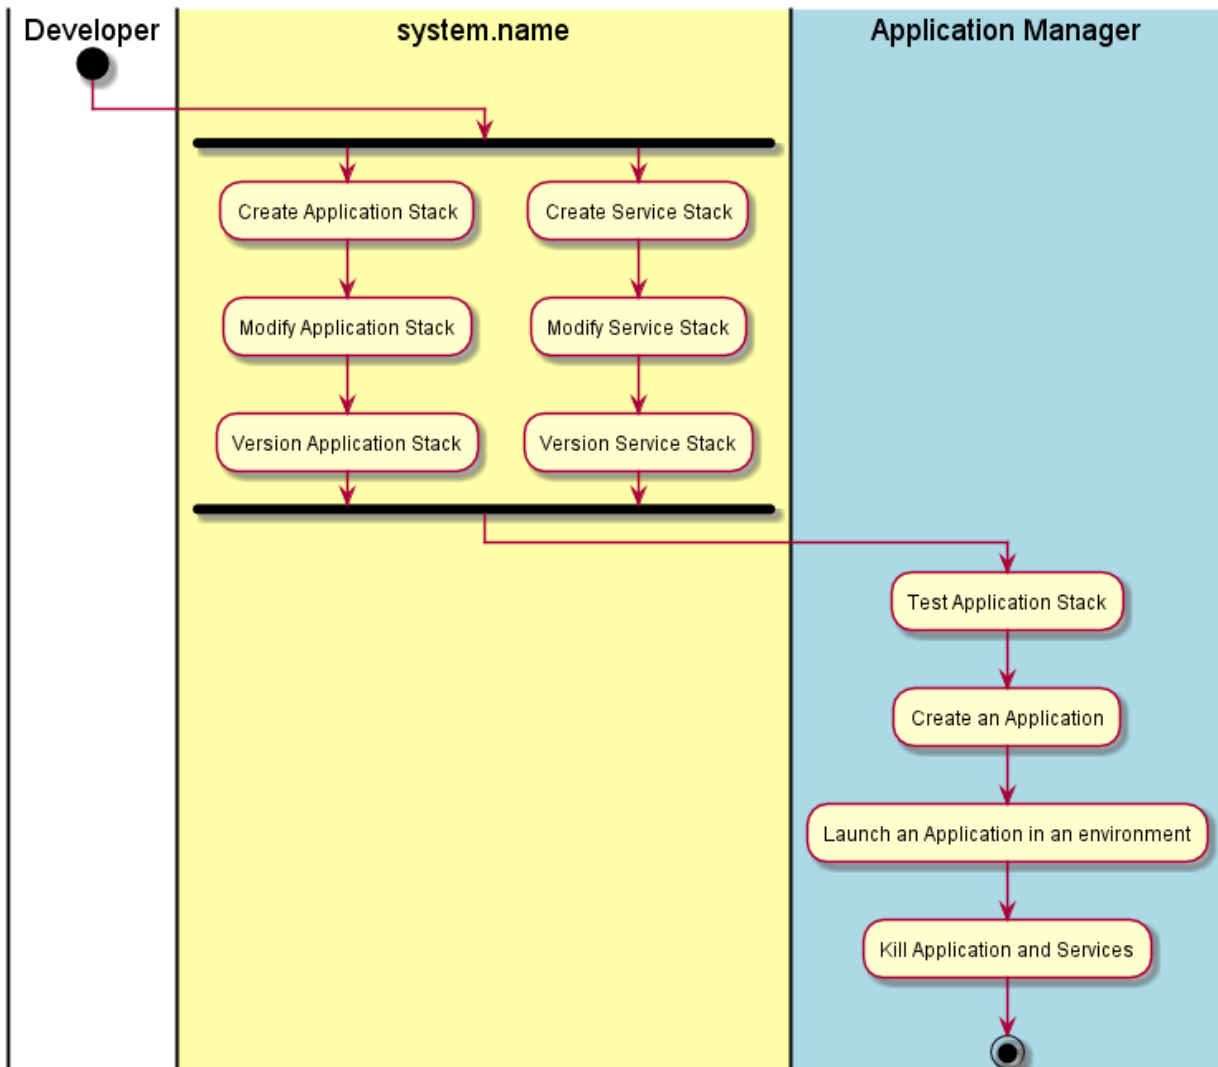 Developer
system.name
Application Manager
Create Application Stack
Create Service Stack
Modify Application Stack
Modify Service Stack
Version Application Stack
Version Service Stack
Test Application Stack
Create an Application
Launch an Application in an environment
Kill Application and Services